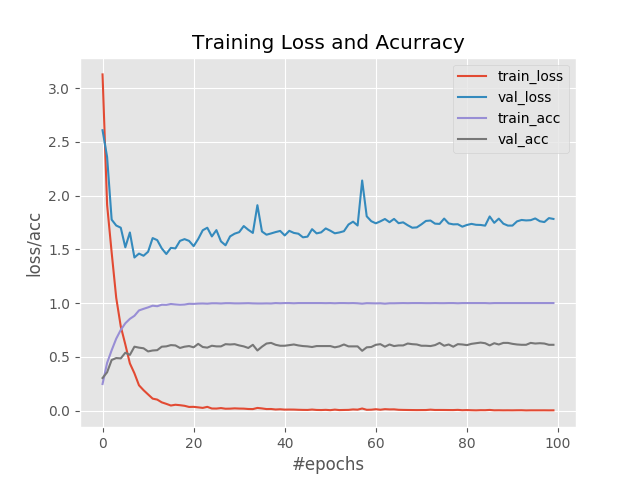 Training Loss and Acurracy
train_loss
val_loss
train_acc
val_acc
loss/acc
3.0
2.5
2.0
1.5
1.0
0.5
0.0
0 20 40 60 80 100
#epochs